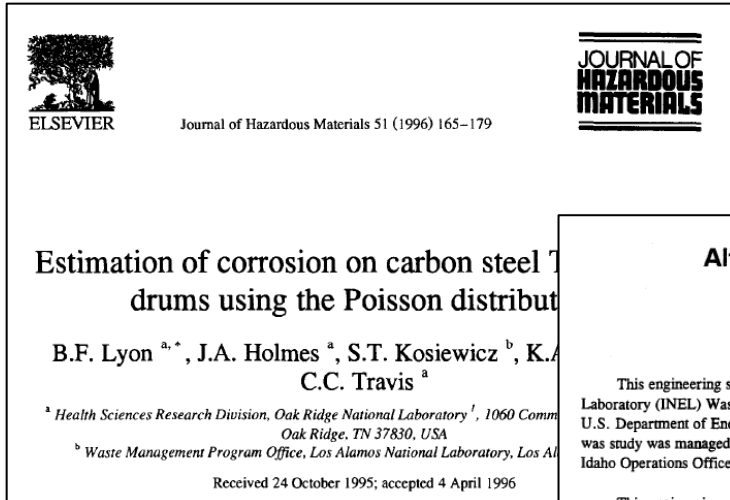 ELSEVIER
Journal of Hazardous Materials 51 (1996) 165–179
JOURNAL OF
HAZARDOUS
MATERIALS
Estimation of corrosion on carbon steel
drums using the Poisson distribut
B.F. Lyon a,*, J.A. Holmes a, S.T. Kosiewicz b, K.A
C.C. Travis a
a Health Sciences Research Division, Oak Ridge National Laboratory 1, 1060 Comm
Oak Ridge, TN 37830, USA
b Waste Management Program Office, Los Alamos National Laboratory, Los Al
Received 24 October 1995; accepted 4 April 1996
Al
This engineering s
Laboratory (INEL) Was
U.S. Department of Ene
was study was managed
Idaho Operations Office